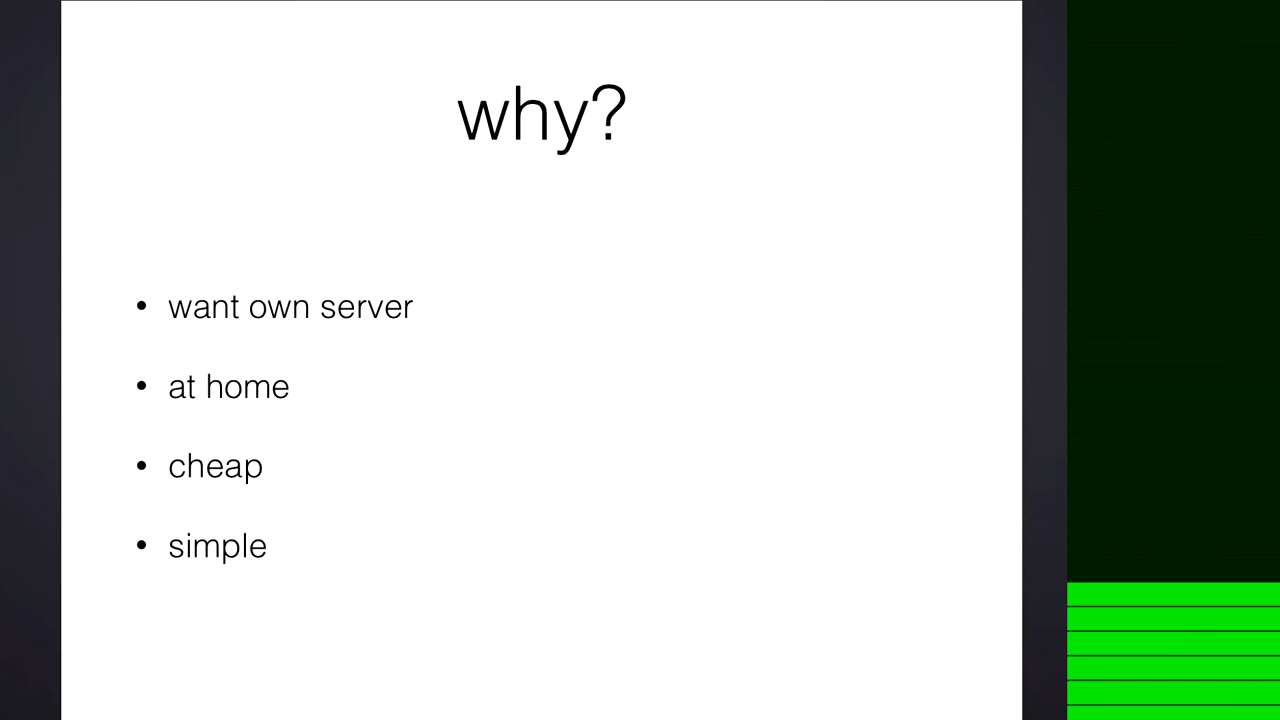 why?
• want own server
• at home
• cheap
• simple